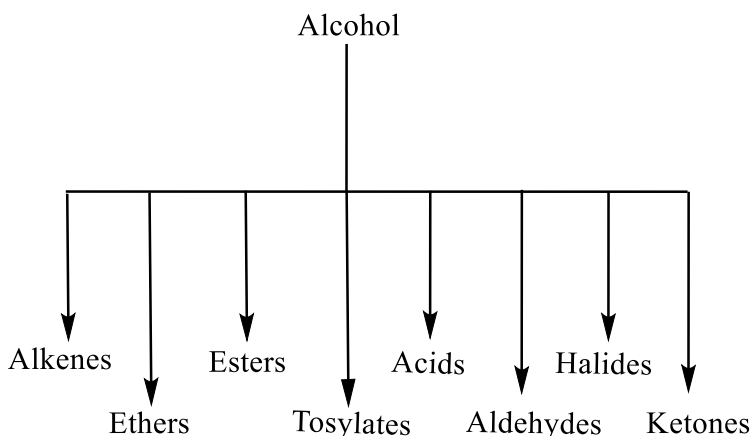 Alcohol
Alkenes
Esters
Acids
Halides
Ethers
Tosylates
Aldehydes
Ketones